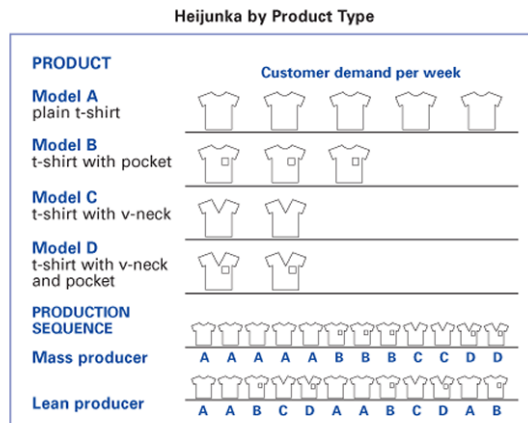 Heijunka by Product Type
PRODUCT
Customer demand per week
Model A
plain t-shirt
Model B
t-shirt with pocket
Model C
t-shirt with v-neck
Model D
t-shirt with v-neck
and pocket
PRODUCTION
SEQUENCE
Mass producer A A A A A B B B C C D D
Lean producer A A B C D A A B C D A B